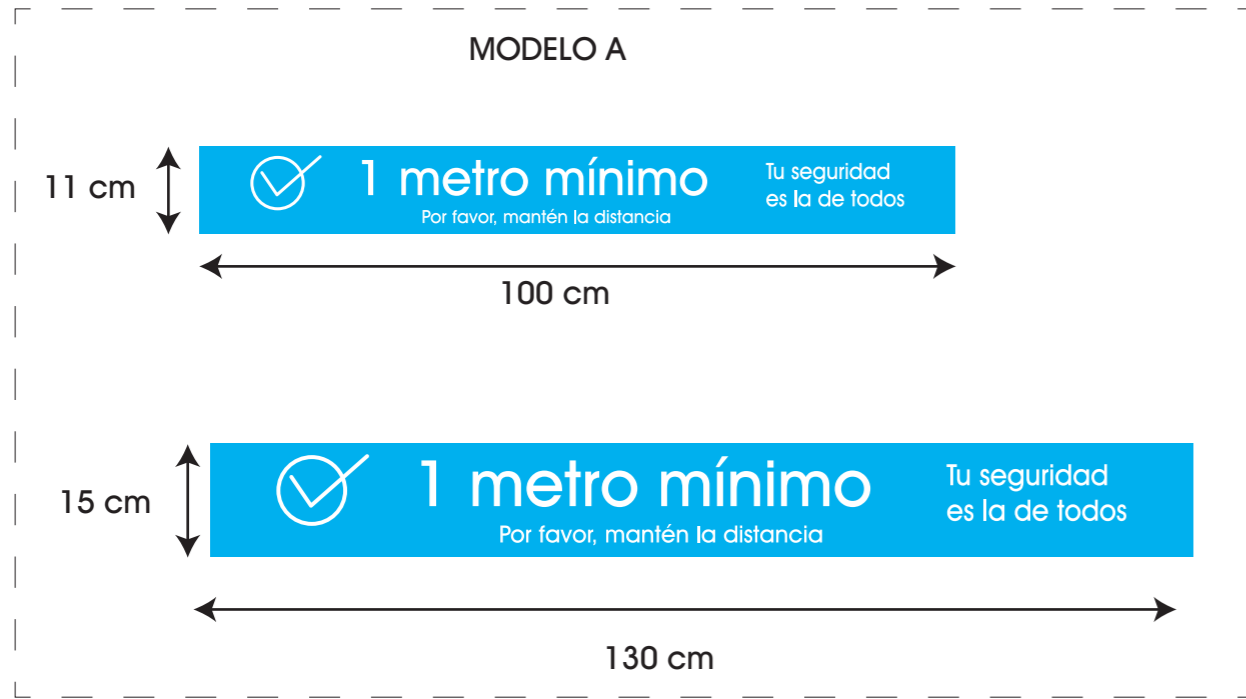 MODELO A
11 cm
1 metro mínimo
Por favor, mantén la distancia
Tu seguridad
es la de todos
100 cm
15 cm
1 metro mínimo
Por favor, mantén la distancia
Tu seguridad
es la de todos
130 cm